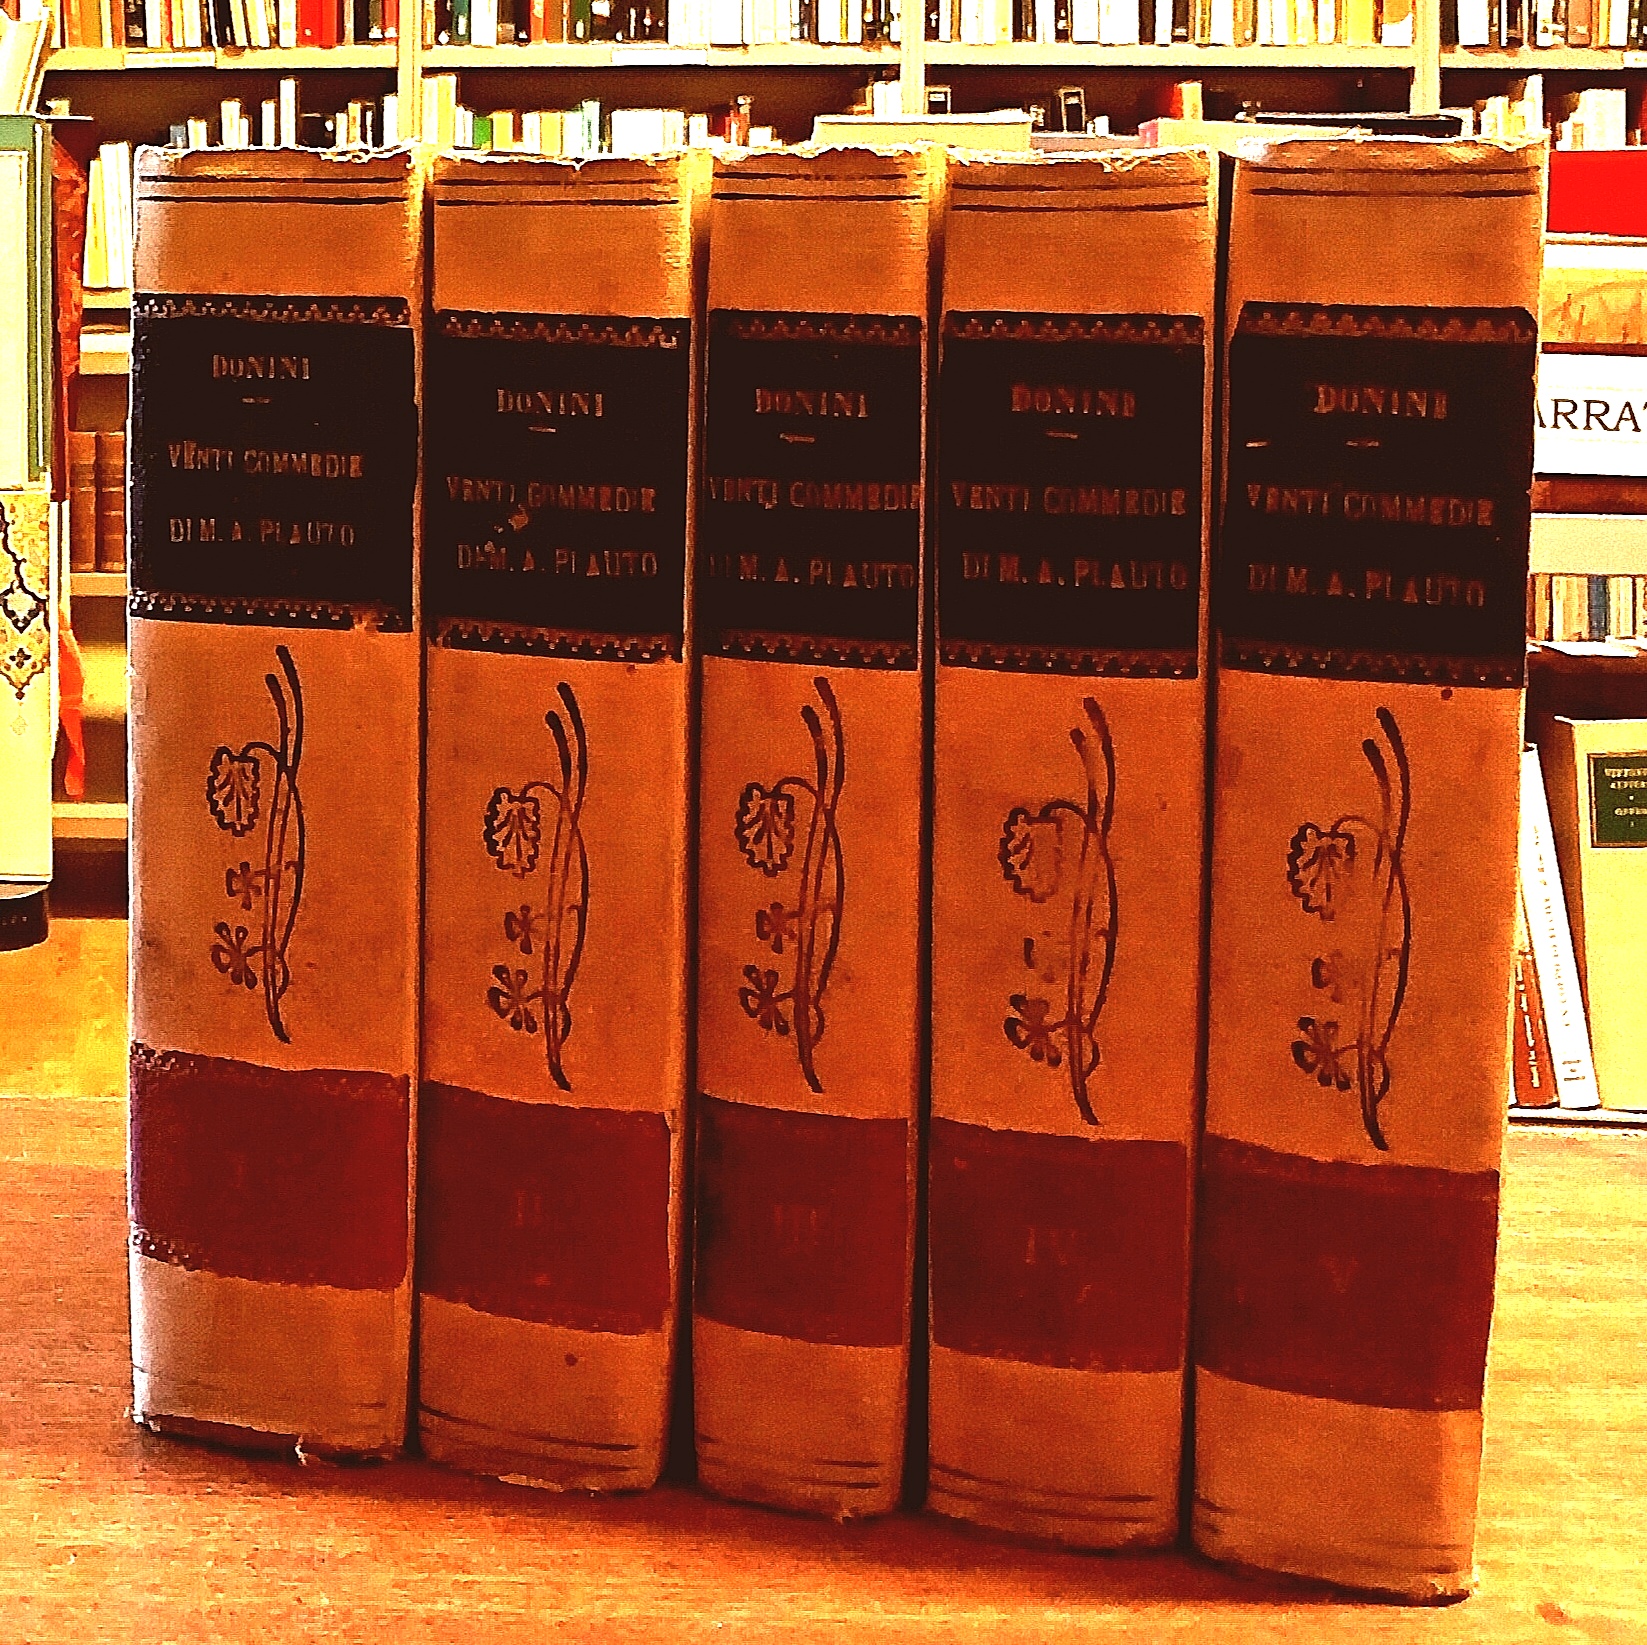 DONINI
VENTI COMMEDIE
DI M. A. PLAUTO
I
DONINI
VENTI COMMEDIE
DI M. A. PLAUTO
II
DONINI
VENTI COMMEDIE
DI M. A. PLAUTO
III
DONINI
VENTI COMMEDIE
DI M. A. PLAUTO
IV
DONINI
VENTI COMMEDIE
DI M. A. PLAUTO
V
ARRA